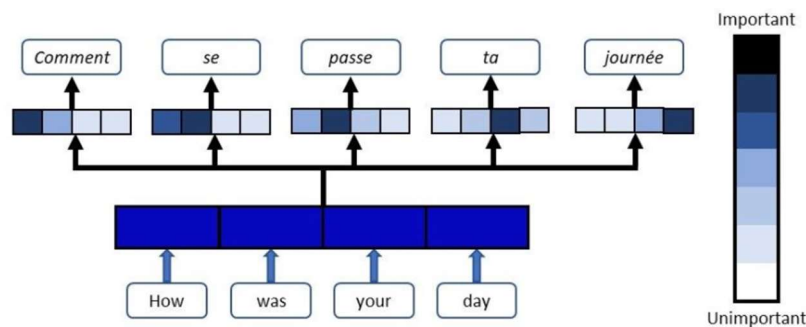 Important
Comment se passe ta journée
How was your day
Unimportant